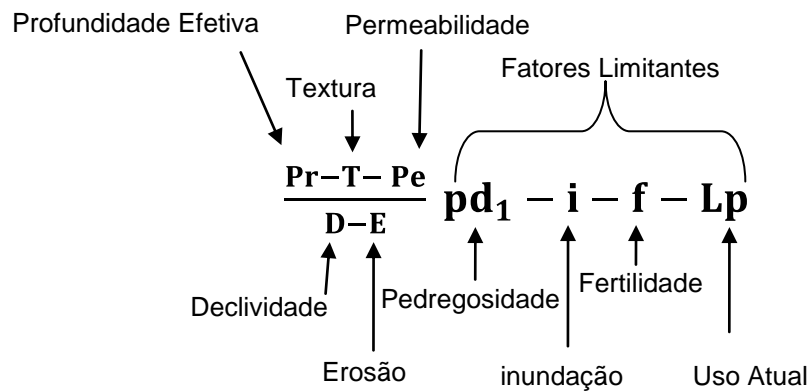 Profundidade Efetiva
Permeabilidade
Fatores Limitantes
Textura
Pr–T– Pe
D–E
pd₁ – i – f – Lp
Declividade
Pedregosidade
Fertilidade
Erosão
inundação
Uso Atual